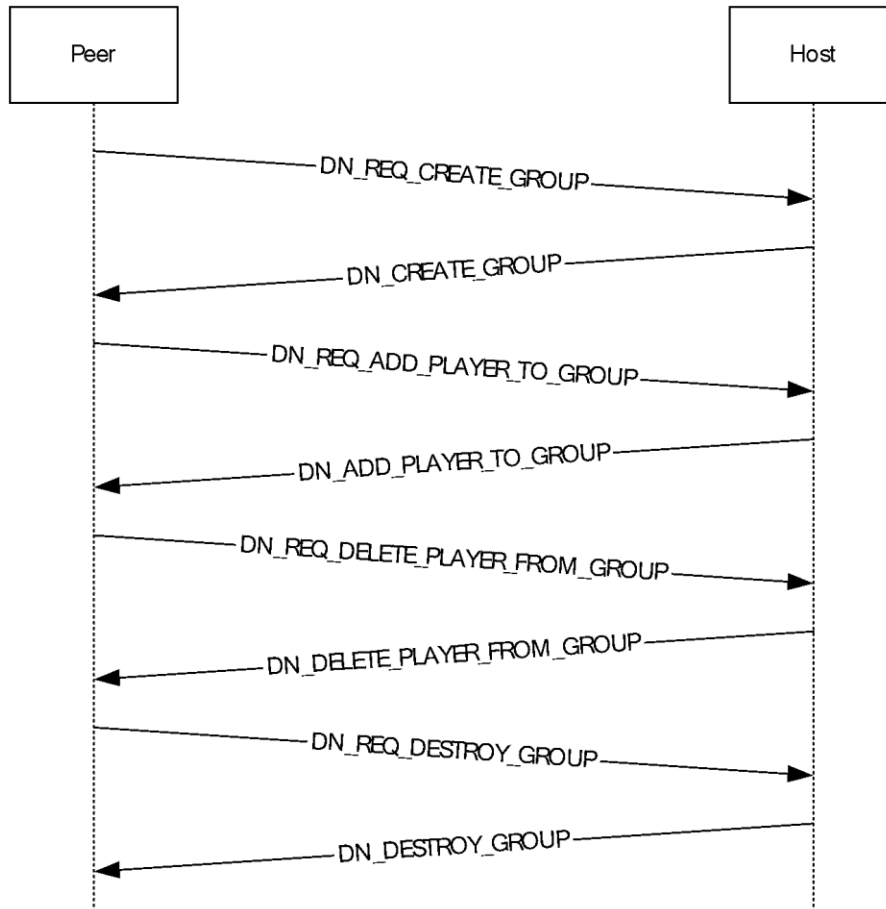 Peer
Host
DN_REQ_CREATE_GROUP
DN_CREATE_GROUP
DN_REQ_ADD_PLAYER_TO_GROUP
DN_ADD_PLAYER_TO_GROUP
DN_REQ_DELETE_PLAYER_FROM_GROUP
DN_DELETE_PLAYER_FROM_GROUP
DN_REQ_DESTROY_GROUP
DN_DESTROY_GROUP